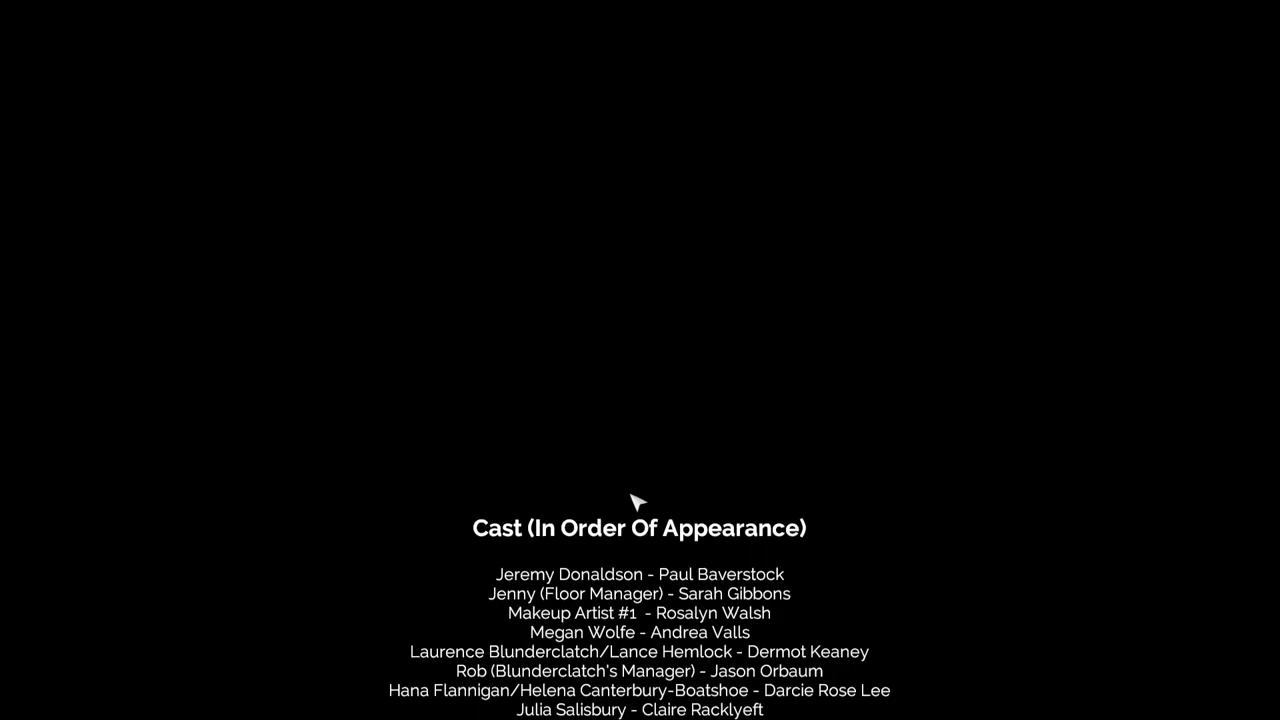 Cast (In Order Of Appearance)
Jeremy Donaldson - Paul Baverstock
Jenny (Floor Manager) - Sarah Gibbons
Makeup Artist #1 - Rosalyn Walsh
Megan Wolfe - Andrea Valls
Laurence Blunderclatch/Lance Hemlock - Dermot Keaney
Rob (Blunderclatch's Manager) - Jason Orbaum
Hana Flannigan/Helena Canterbury-Boatshoe - Darcie Rose Lee
Julia Salisbury - Claire Racklyeft